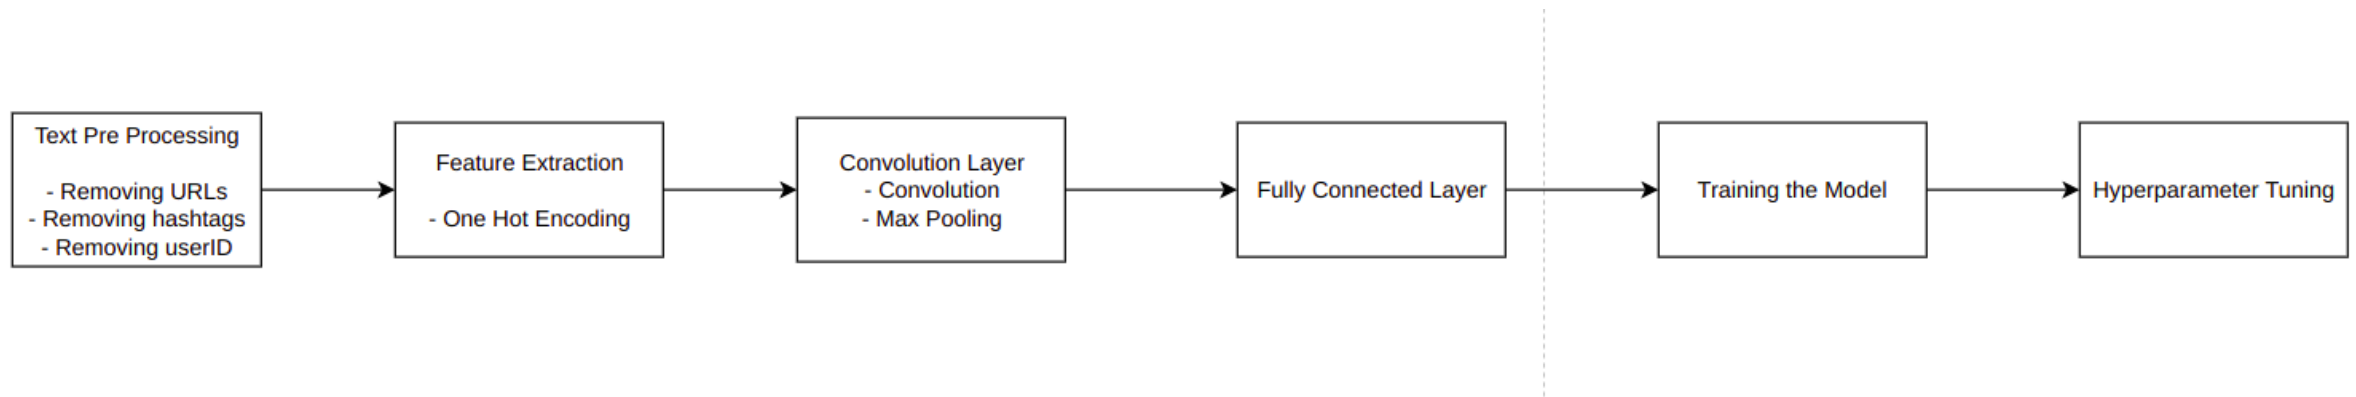 Text Pre Processing
- Removing URLs
- Removing hashtags
- Removing userID
Feature Extraction
- One Hot Encoding
Convolution Layer
- Convolution
- Max Pooling
Fully Connected Layer
Training the Model
Hyperparameter Tuning